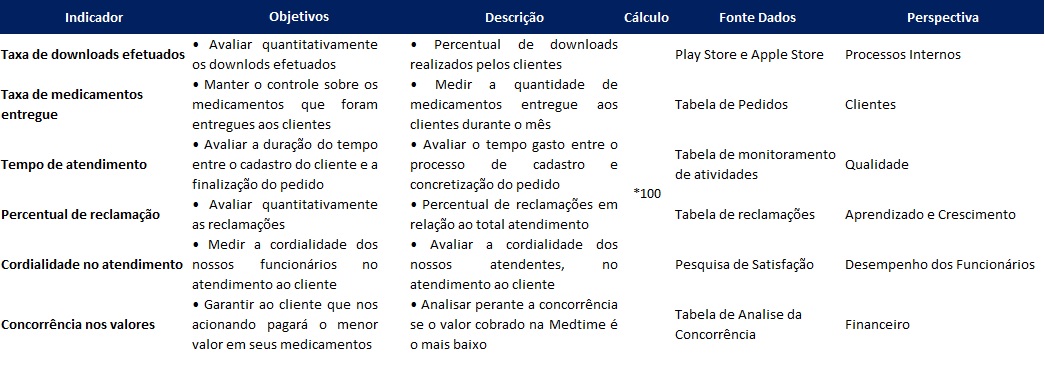 Indicador Objetivos Descrição Cálculo Fonte Dados Perspectiva
Taxa de downloads efetuados
• Avaliar quantitativamente
os downlods efetuados
• Percentual de downloads
realizados pelos clientes
Play Store e Apple Store
Processos Internos
Taxa de medicamentos
entregue
• Manter o controle sobre os
medicamentos que foram
entregues aos clientes
• Medir a quantidade de
medicamentos entregue aos
clientes durante o mês
Tabela de Pedidos
Clientes
Tempo de atendimento
• Avaliar a duração do tempo
entre o cadastro do cliente e a
finalização do pedido
• Avaliar o tempo gasto entre o
processo de cadastro e
concretização do pedido
*100
Tabela de monitoramento
de atividades
Qualidade
Percentual de reclamação
• Avaliar quantitativamente
as reclamações
• Percentual de reclamações em
relação ao total atendimento
Tabela de reclamações
Aprendizado e Crescimento
Cordialidade no atendimento
• Medir a cordialidade dos
nossos funcionários no
atendimento ao cliente
• Avaliar a cordialidade dos
nossos atendentes, no
atendimento ao cliente
Pesquisa de Satisfação
Desempenho dos Funcionários
Concorrência nos valores
• Garantir ao cliente que nos
acionando pagará o menor
valor em seus medicamentos
• Analisar perante a concorrência
se o valor cobrado na Medtime é
o mais baixo
Tabela de Analise da
Concorrência
Financeiro